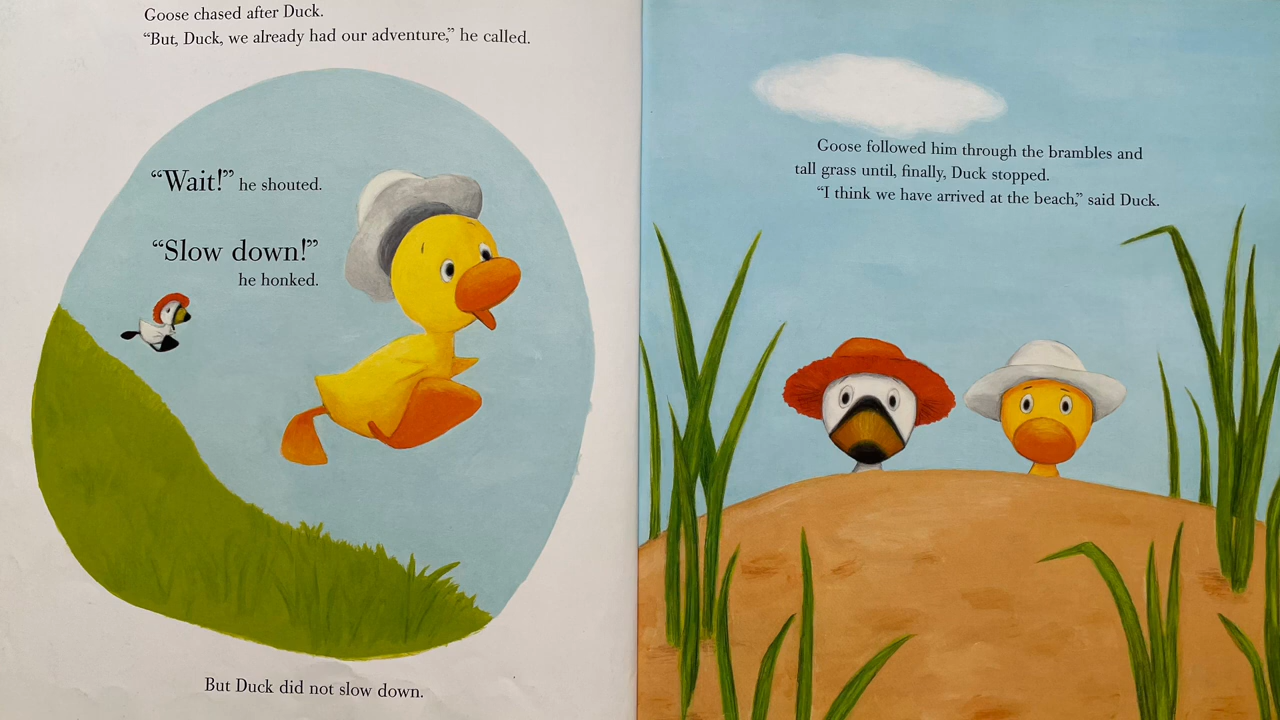 Goose chased after Duck.
“But, Duck, we already had our adventure,” he called.
“Wait!” he shouted.
“Slow down!”
he honked.
But Duck did not slow down.
Goose followed him through the brambles and
tall grass until, finally, Duck stopped.
“I think we have arrived at the beach,” said Duck.